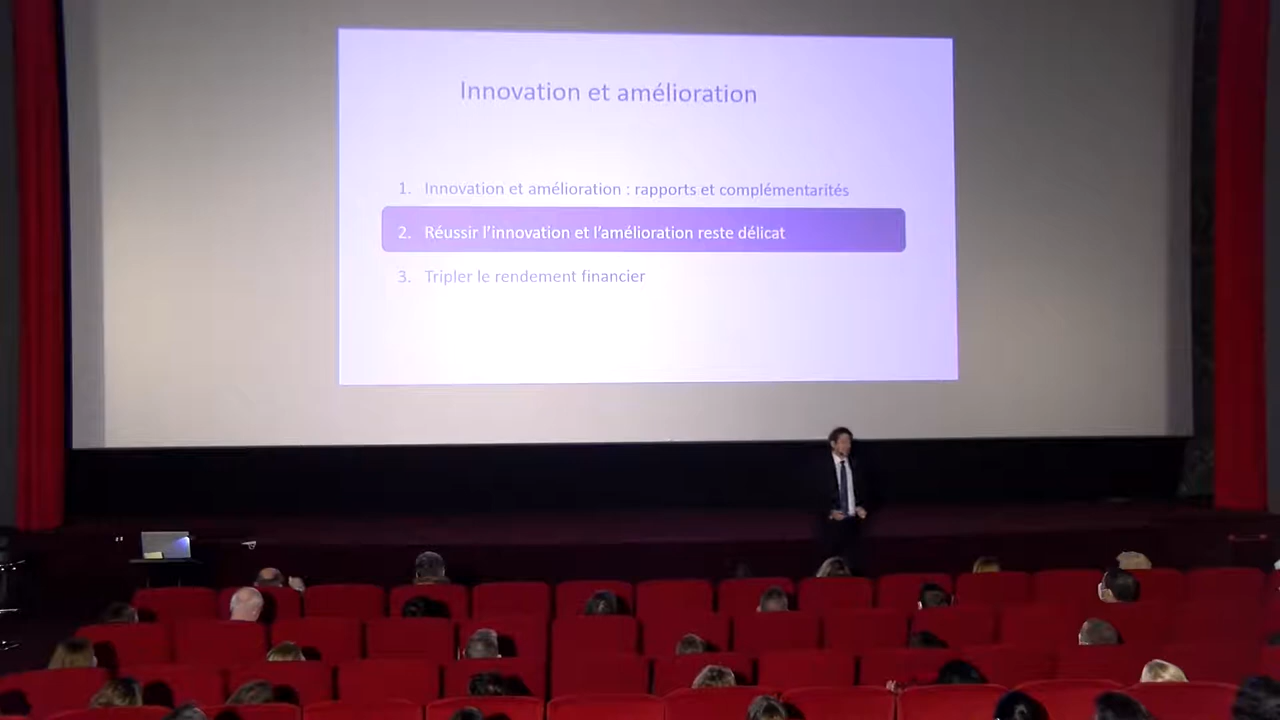 Innovation et amélioration
1. Innovation et amélioration : rapports et complémentarités
2. Réussir l'innovation et l'amélioration reste délicat
3. Tripler le rendement financier